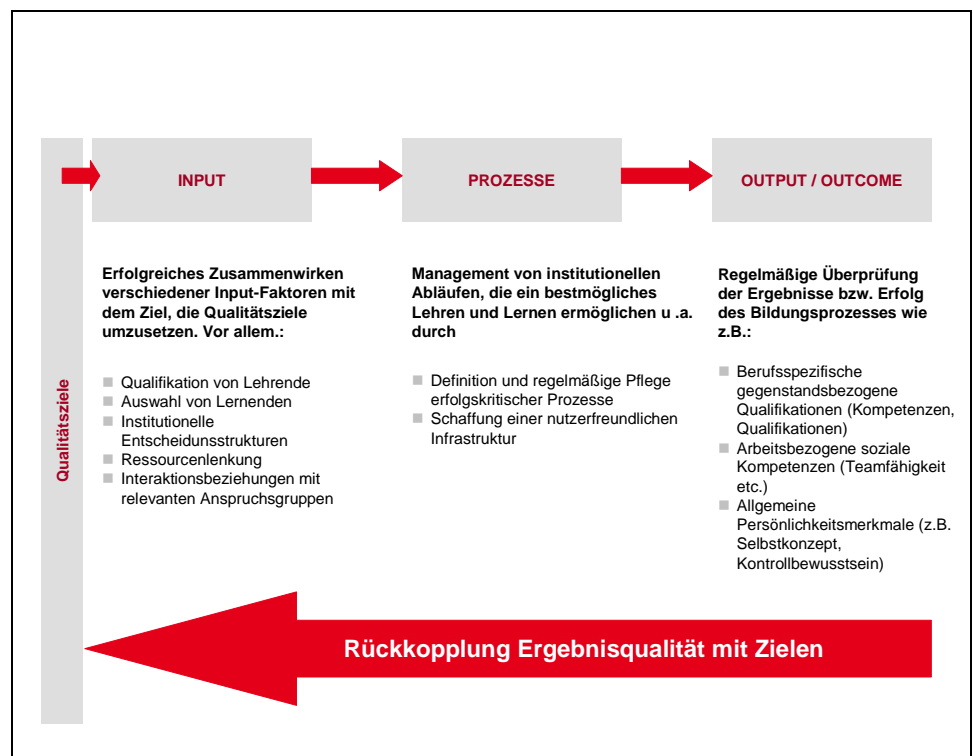 Qualitätsziele
INPUT
PROZESSE
OUTPUT / OUTCOME
Erfolgreiches Zusammenwirken
verschiedener Input-Faktoren mit
dem Ziel, die Qualitätsziele
umzusetzen. Vor allem.:
Qualifikation von Lehrende
Auswahl von Lernenden
Institutionelle
Entscheidunsstrukturen
Ressourcenlenkung
Interaktionsbeziehungen mit
relevanten Anspruchsgruppen
Management von institutionellen
Abläufen, die ein bestmögliches
Lehren und Lernen ermöglichen u .a.
durch
Definition und regelmäßige Pflege
erfolgskritischer Prozesse
Schaffung einer nutzerfreundlichen
Infrastruktur
Regelmäßige Überprüfung
der Ergebnisse bzw. Erfolg
des Bildungsprozesses wie
z.B.:
Berufsspezifische
gegenstandsbezogene
Qualifikationen (Kompetenzen,
Qualifikationen)
Arbeitsbezogene soziale
Kompetenzen (Teamfähigkeit
etc.)
Allgemeine
Persönlichkeitsmerkmale (z.B.
Selbstkonzept,
Kontrollbewusstsein)
Rückkopplung Ergebnisqualität mit Zielen